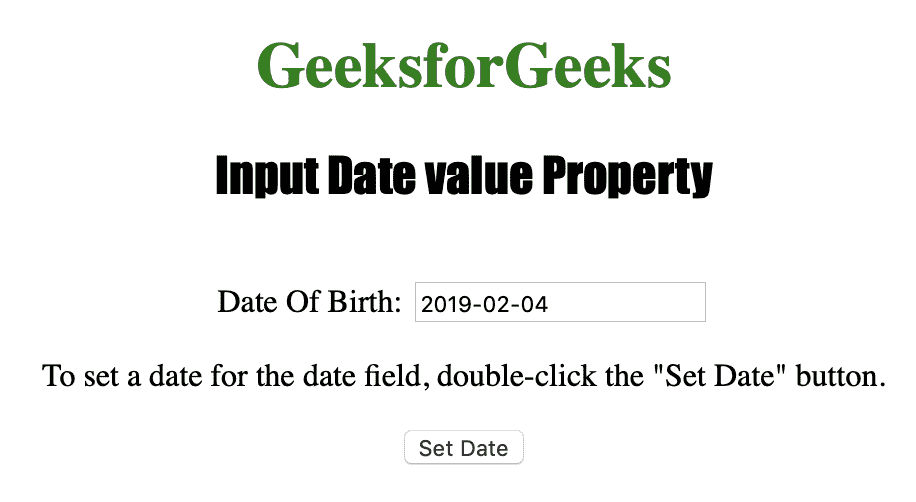 GeeksforGeeks
Input Date value Property
Date Of Birth: 2019-02-04
To set a date for the date field, double-click the "Set Date" button.
Set Date